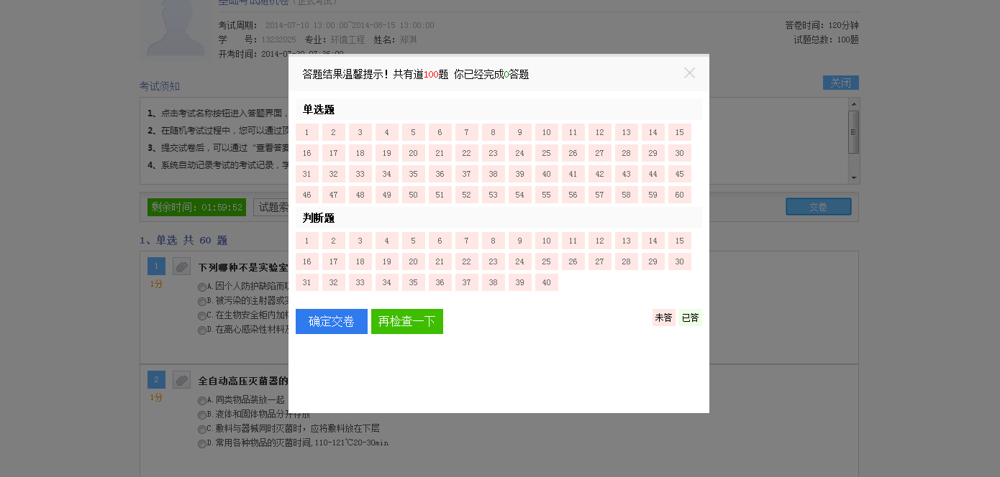 基础考试随机卷（正式考试）
考试周期： 2014-07-10 13:00:00~2014-08-15 13:00:00
答卷时间：120分钟
学 号：13232025 专业：环境工程 姓名：郑淇
试题总数：100题
开考时间：2014-07-30 07:36:00
答题结果温馨提示！共有道100题 你已经完成0答题
考试须知
关闭
1、点击考试名称按钮进入答题界面，
2、在随机考试过程中，您可以通过顶
3、提交试卷后，可以通过“查看答案
4、系统自动记录考试的考试记录，学
单选题
1 2 3 4 5 6 7 8 9 10 11 12 13 14 15
16 17 18 19 20 21 22 23 24 25 26 27 28 29 30
31 32 33 34 35 36 37 38 39 40 41 42 43 44 45
46 47 48 49 50 51 52 53 54 55 56 57 58 59 60
剩余时间：01:59:52
试题索
交卷
判断题
1 2 3 4 5 6 7 8 9 10 11 12 13 14 15
16 17 18 19 20 21 22 23 24 25 26 27 28 29 30
31 32 33 34 35 36 37 38 39 40
确定交卷 再检查一下
未答 已答
1、单选 共 60 题
1
1分
下列哪种不是实验室
A.因个人防护缺陷而
B.被污染的注射器或
C.在生物安全柜内加
D.在离心感染性材料及
2
1分
全自动高压灭菌器的
A.同类物品装放一起
B.液体和固体物品分开存放
C.敷料与器械同时灭菌时，应将敷料放在下层
D.常用各种物品的灭菌时间,110-121℃20-30min